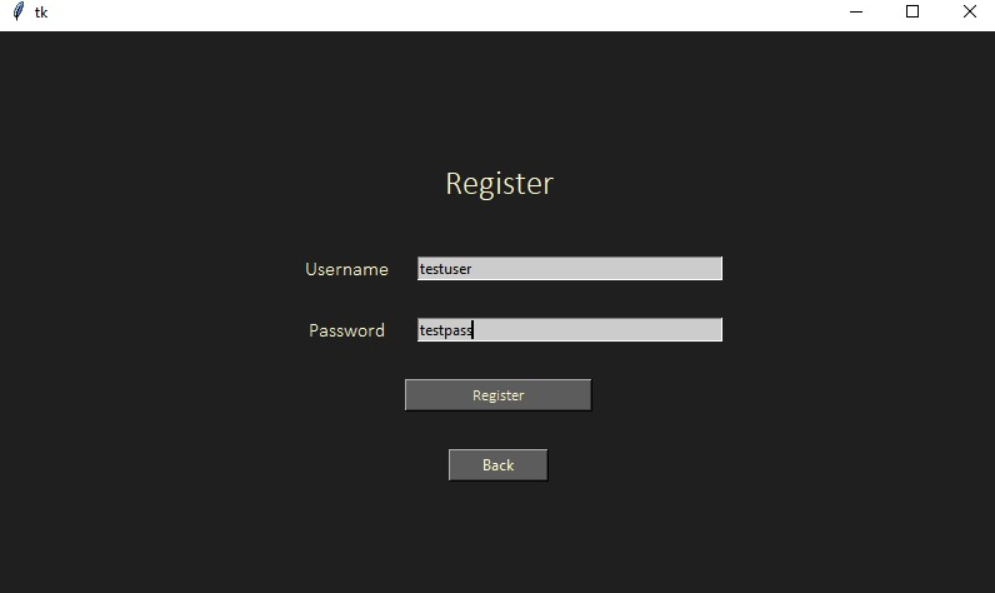 tk
Register
Username testuser
Password testpass
Register
Back